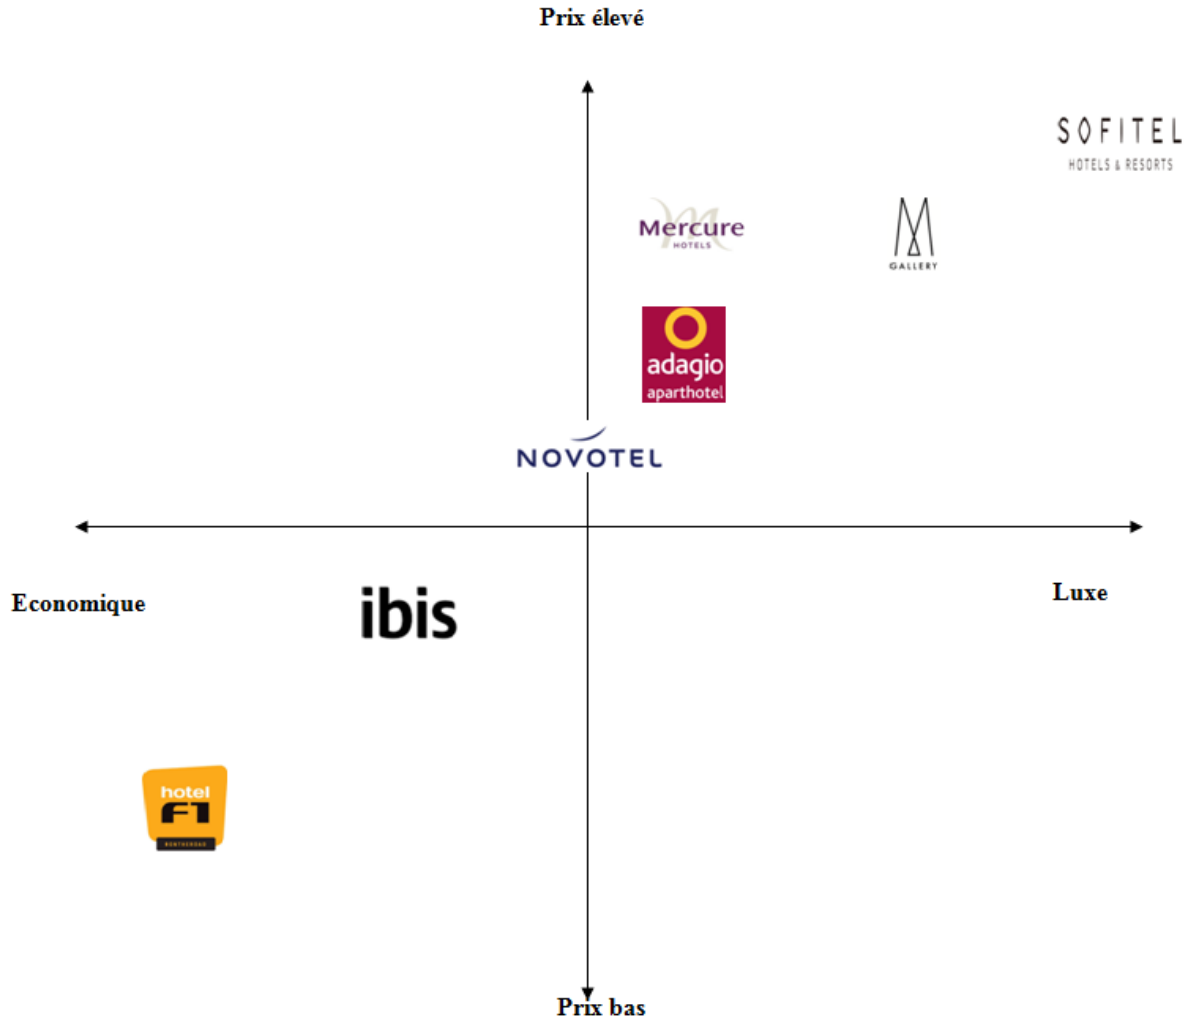 Prix élevé
SOFITEL
HOTELS & RESORTS
Mercure
HOTELS
M
GALLERY
adagio
aparthotel
NOVOTEL
Economique
Luxe
ibis
hotel
F1
Prix bas